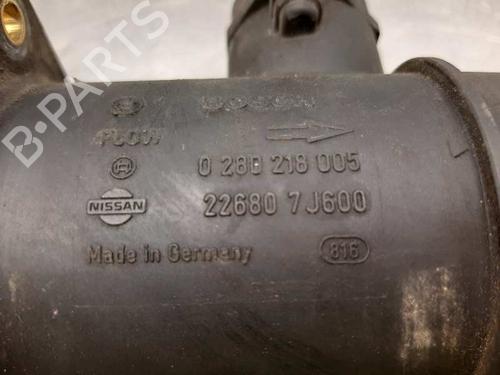 BOSCH
FLOW
0 280 218 005
NISSAN 22680 7J600
Made in Germany 816
B-PARTS